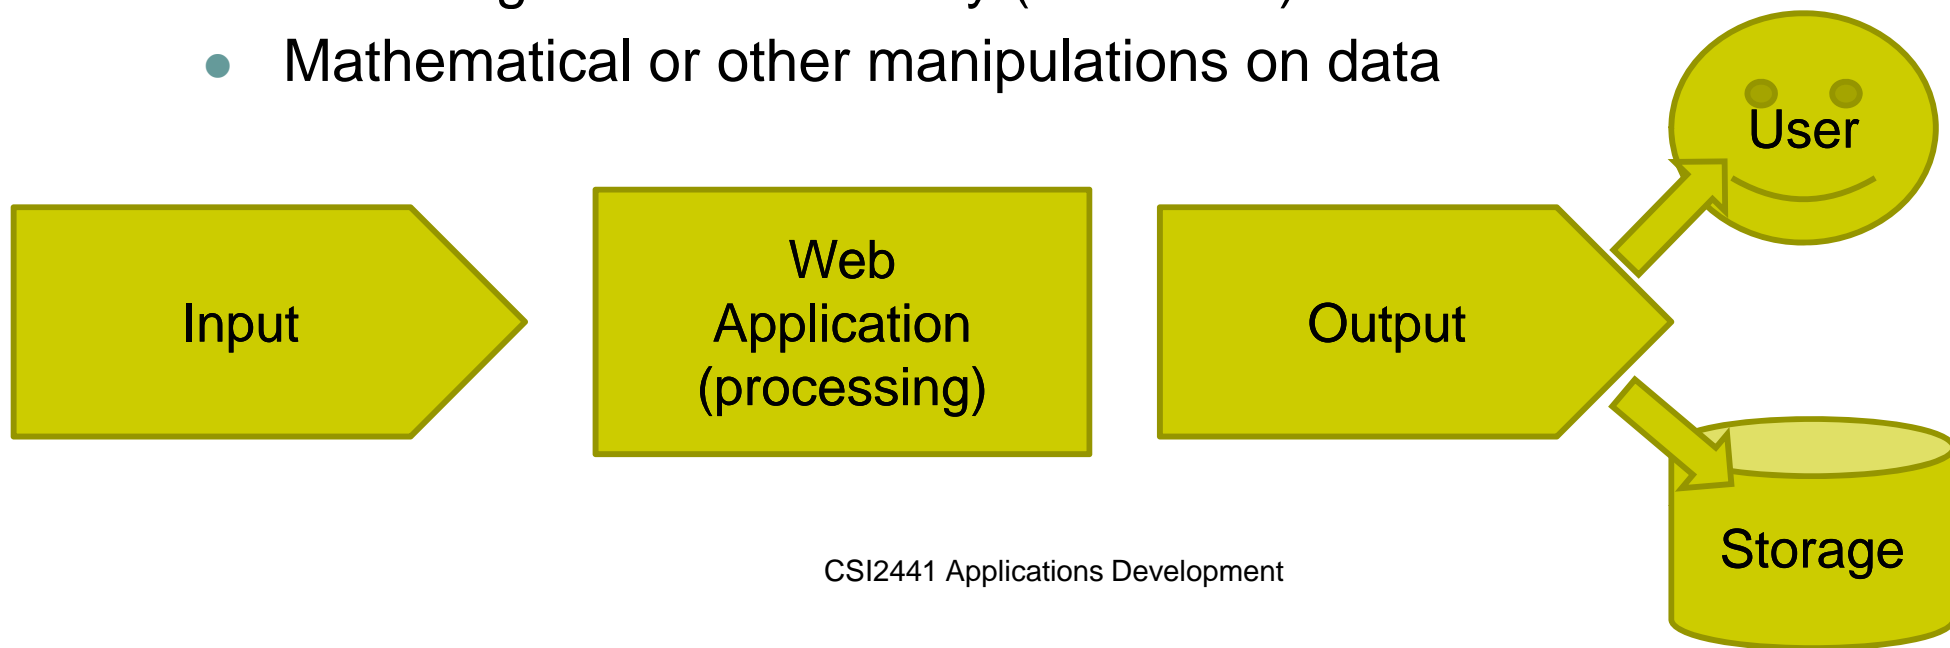 • Mathematical or other manipulations on data
User
Input
Web
Application
(processing)
Output
Storage
CSI2441 Applications Development